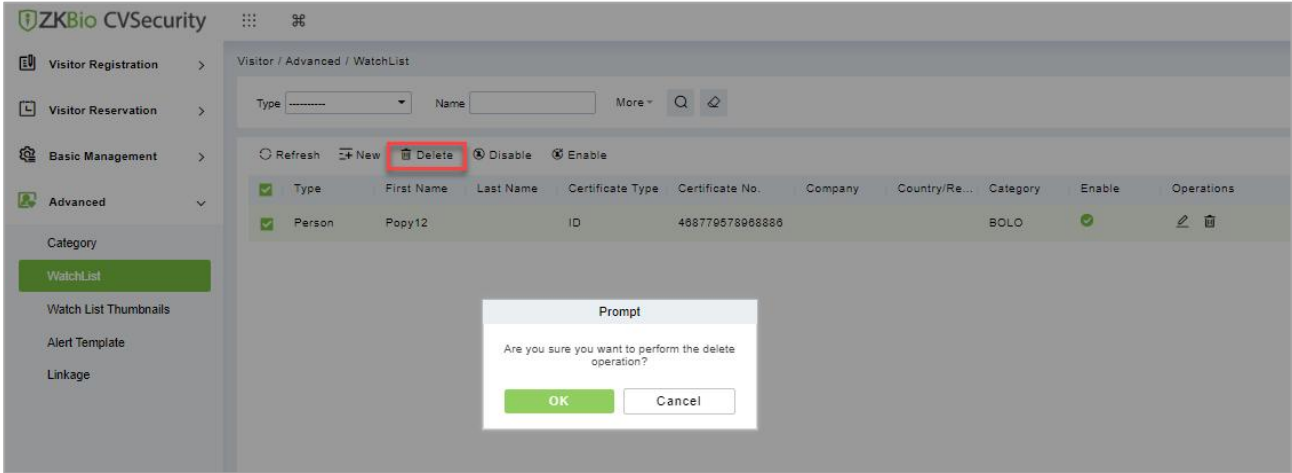 ZKBio CVSecurity
Visitor Registration
Visitor Reservation
Basic Management
Advanced
Category
WatchList
Watch List Thumbnails
Alert Template
Linkage
Visitor / Advanced / WatchList
Type ---------- Name More
Refresh New Delete Disable Enable
Type First Name Last Name Certificate Type Certificate No. Company Country/Re... Category Enable Operations
Person Popy12 ID 468779578968886 BOLO
Prompt
Are you sure you want to perform the delete
operation?
OK Cancel